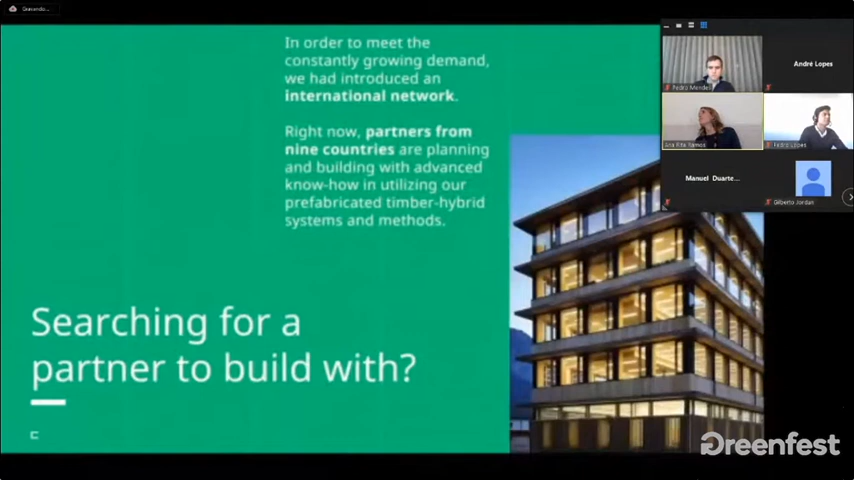 Gravando...
In order to meet the
constantly growing demand,
we had introduced an
international network.
Right now, partners from
nine countries are planning
and building with advanced
know-how in utilizing our
prefabricated timber-hybrid
systems and methods.
Searching for a
partner to build with?
Pedro Mendes
André Lopes
Ana Rita Ramos
Pedro Lopes
Manuel Duarte...
Gilberto Jordan
Greenfest